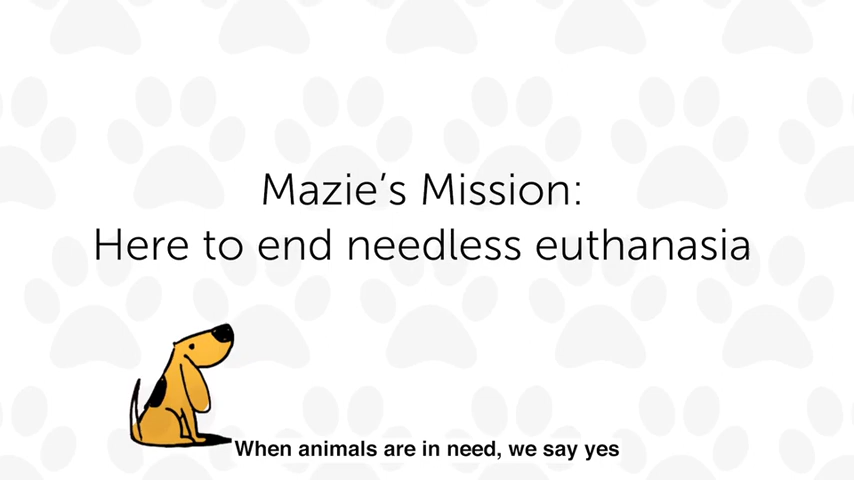 Mazie’s Mission:
Here to end needless euthanasia
When animals are in need, we say yes